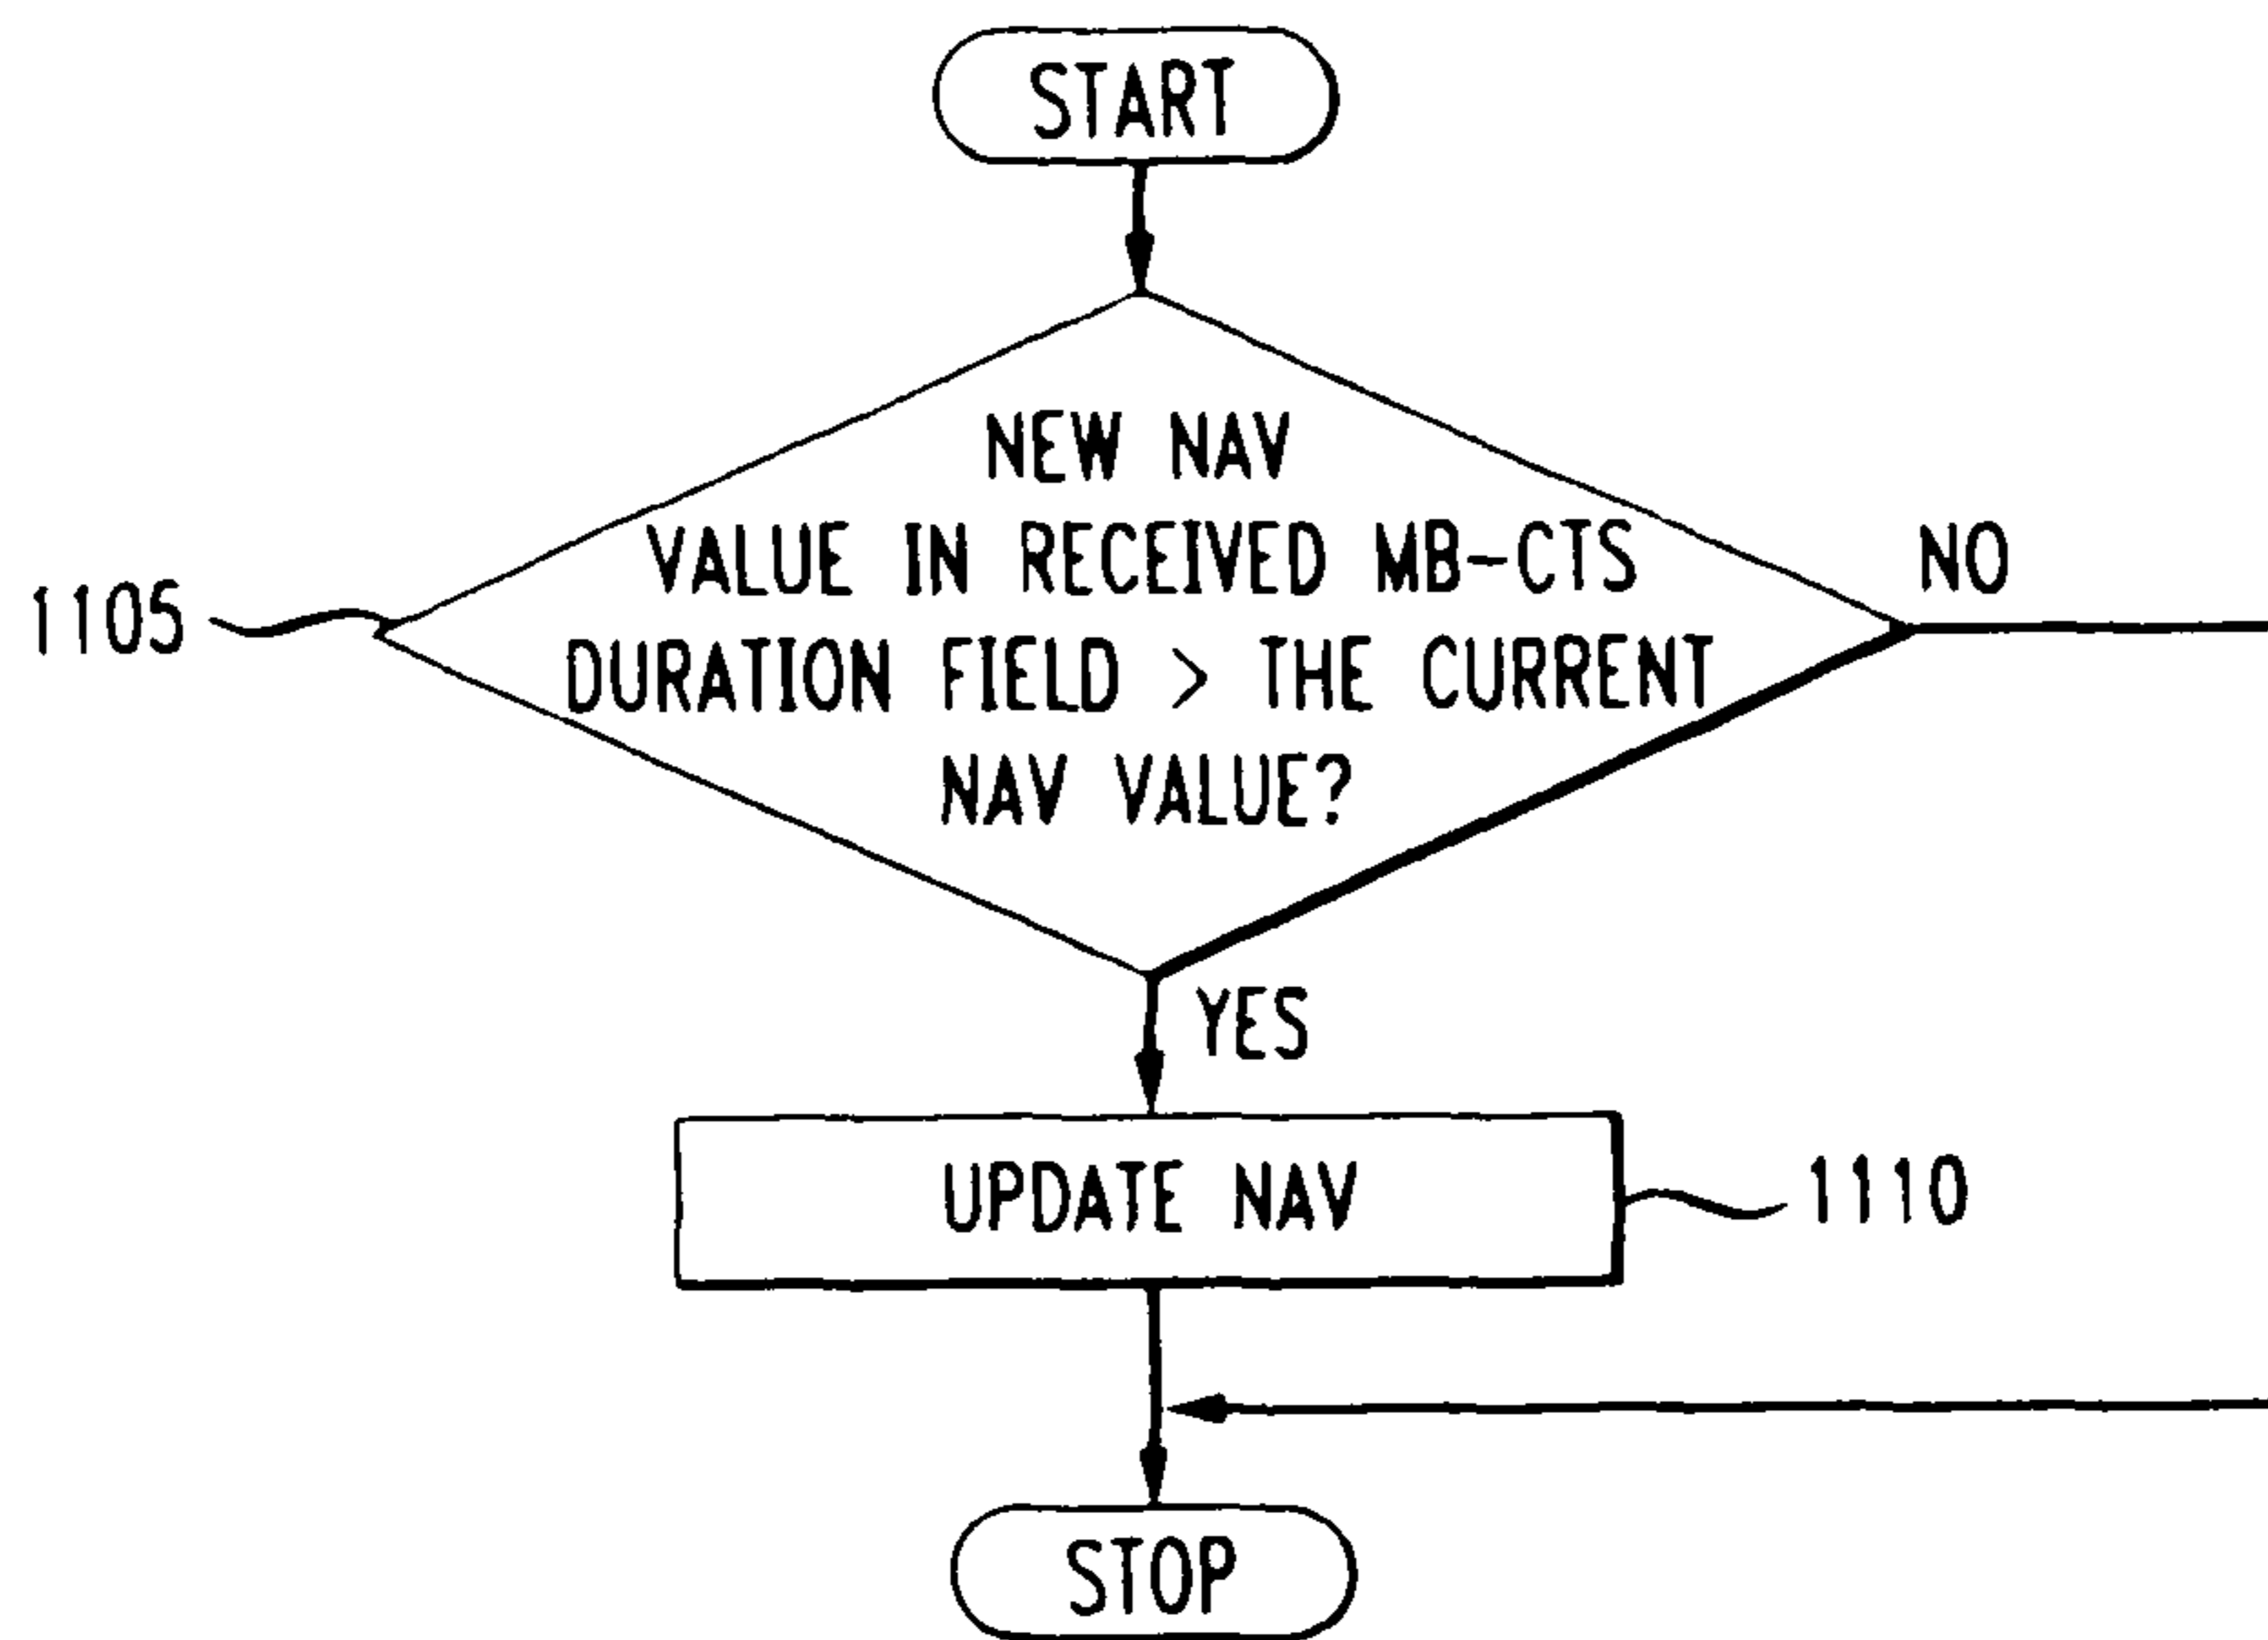 START
NEW NAV
VALUE IN RECEIVED MB-CTS
DURATION FIELD > THE CURRENT
NAV VALUE?
NO
1105
YES
UPDATE NAV
1110
STOP